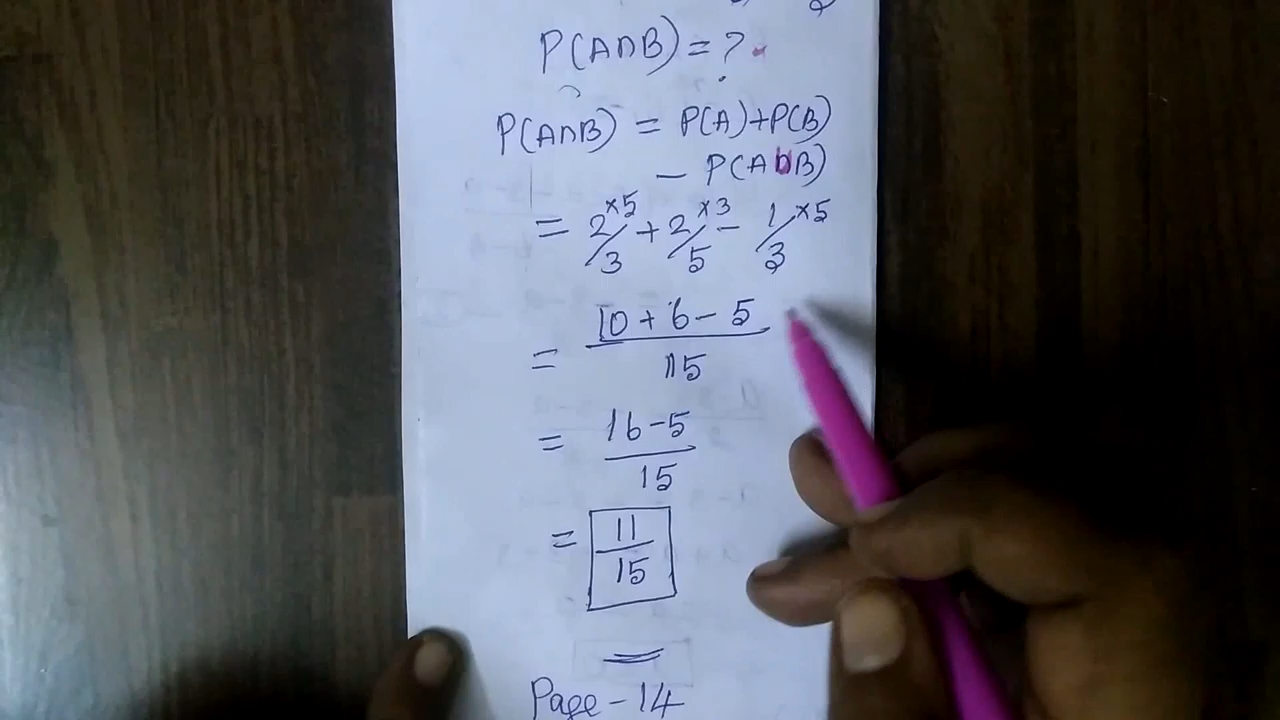 P(A∩B) = ?
P(A∩B) = P(A)+P(B)
- P(A∪B)
= 2/3 ×5 + 2/5 ×3 - 1/3 ×5
= 10 + 6 - 5 / 15
= 16 - 5 / 15
= 11/15
Page - 14